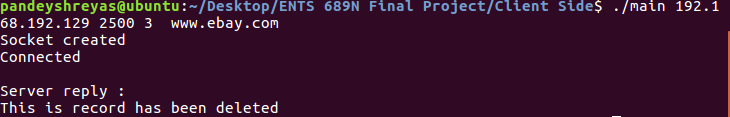 pandeyshreyas@ubuntu:~/Desktop/ENTS 689N Final Project/Client Side$ ./main 192.1
68.192.129 2500 3  www.ebay.com
Socket created
Connected

Server reply :
This is record has been deleted